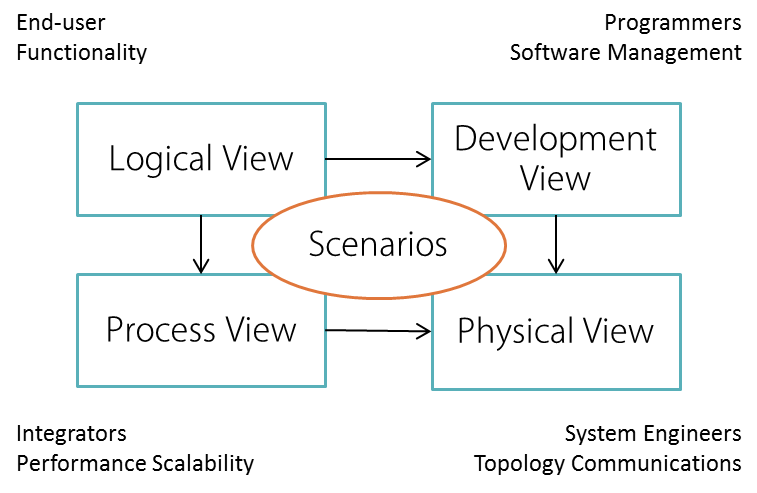 End-user
Functionality
Programmers
Software Management
Logical View
Development
View
Scenarios
Process View
Physical View
Integrators
Performance Scalability
System Engineers
Topology Communications